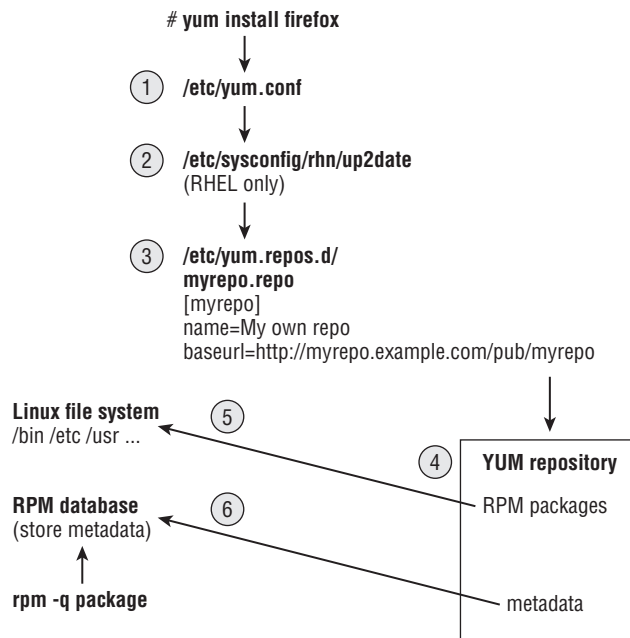 # yum install firefox
1 /etc/yum.conf
2 /etc/sysconfig/rhn/up2date
(RHEL only)
3 /etc/yum.repos.d/
myrepo.repo
[myrepo]
name=My own repo
baseurl=http://myrepo.example.com/pub/myrepo
Linux file system
/bin /etc /usr ...
5
4 YUM repository
RPM packages
RPM database
(store metadata)
6
rpm -q package
metadata